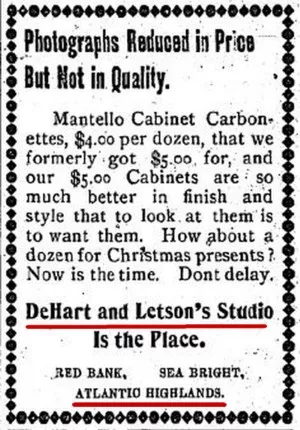 Photographs Reduced in Price
But Not in Quality.
Mantello Cabinet Carbon-
ettes, $4.00 per dozen, that we
formerly got $5.00 for, and
our $5.00 Cabinets are so
much better in finish and
style that to look at them is
to want them. How about a
dozen for Christmas presents?
Now is the time. Dont delay.
DeHart and Letson's Studio
Is the Place.
RED BANK, SEA BRIGHT,
ATLANTIC HIGHLANDS.